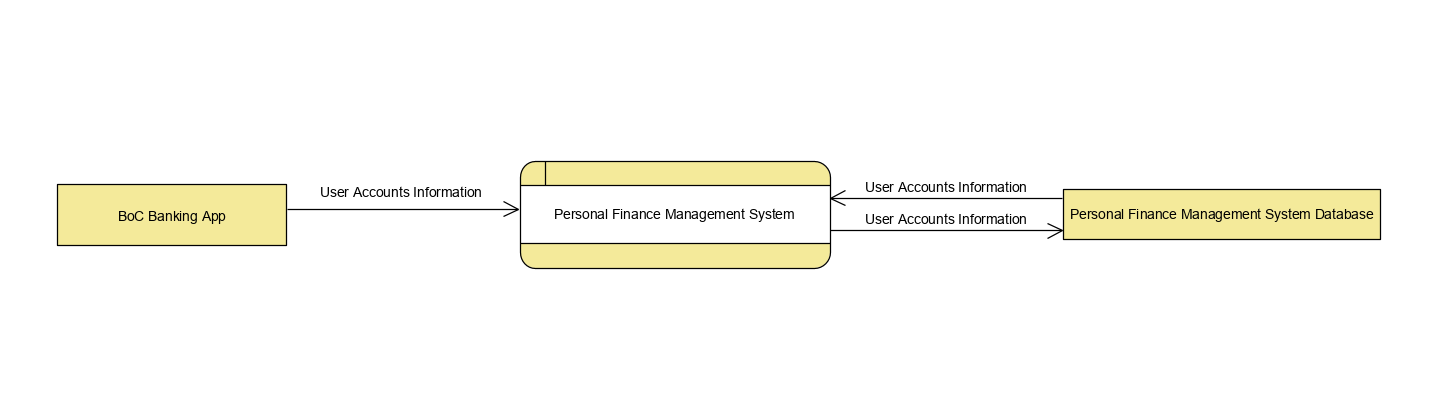 BoC Banking App
User Accounts Information
Personal Finance Management System
User Accounts Information
User Accounts Information
Personal Finance Management System Database